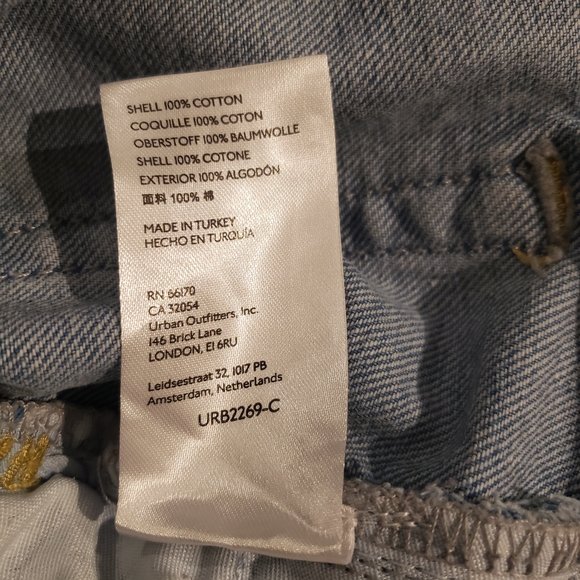 SHELL 100% COTTON
COQUILLE 100% COTON
OBERSTOFF 100% BAUMWOLLE
SHELL 100% COTONE
EXTERIOR 100% ALGODÓN
面料 100% 棉
MADE IN TURKEY
HECHO EN TURQUÍA
RN 66170
CA 32054
Urban Outfitters, Inc.
146 Brick Lane
LONDON, E1 6RU
Leidsestraat 32, 1017 PB
Amsterdam, Netherlands
URB2269-C